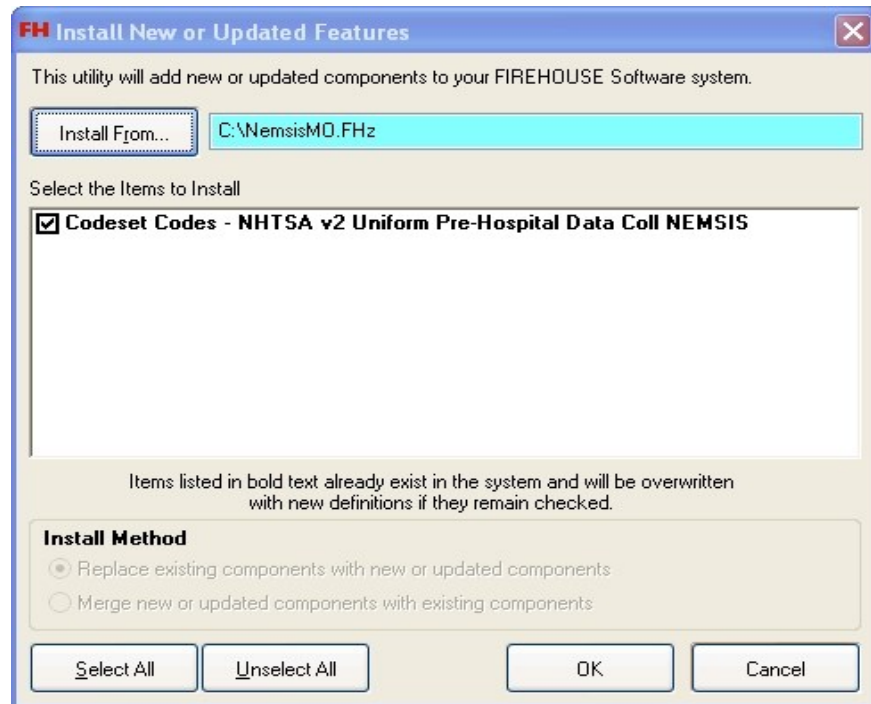 FH Install New or Updated Features
This utility will add new or updated components to your FIREHOUSE Software system.
Install From...
C:\NemsisMO.FHz
Select the Items to Install
Codeset Codes - NHTSA v2 Uniform Pre-Hospital Data Coll NEMSIS
Items listed in bold text already exist in the system and will be overwritten
with new definitions if they remain checked.
Install Method
Replace existing components with new or updated components
Merge new or updated components with existing components
Select All
Unselect All
OK
Cancel